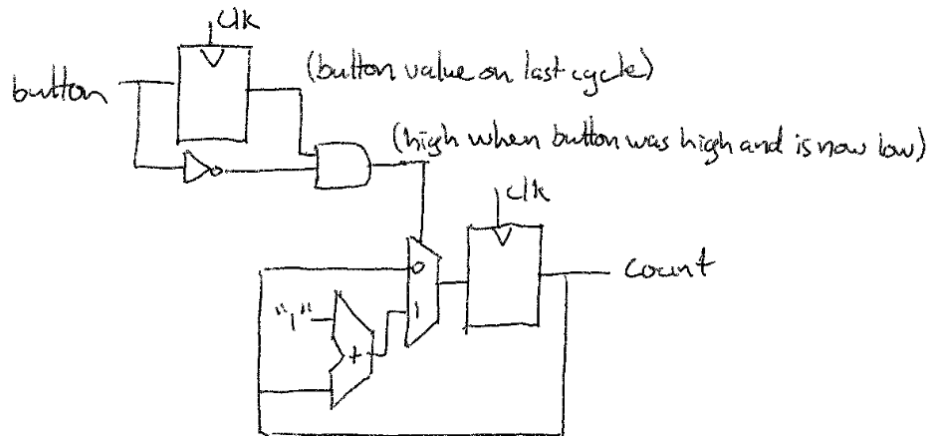 clk
button
(button value on last cycle)
(high when button was high and is now low)
clk
0
count
"1"
1
+